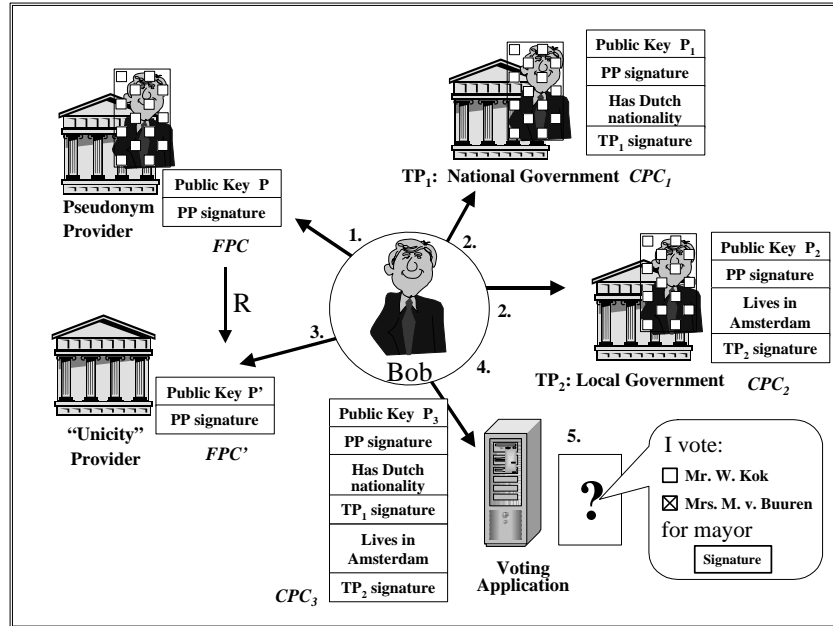 Public Key P₁
PP signature
Has Dutch
nationality
TP₁ signature
TP₁: National Government CPC₁
Public Key P
PP signature
Pseudonym
Provider
FPC
1.
2.
Public Key P₂
PP signature
Lives in
Amsterdam
TP₂ signature
R
2.
3.
4.
Bob
TP₂: Local Government CPC₂
Public Key P’
PP signature
“Unicity”
Provider
FPC’
Public Key P₃
PP signature
Has Dutch
nationality
TP₁ signature
Lives in
Amsterdam
TP₂ signature
CPC₃
Voting
Application
5.
?
I vote:
Mr. W. Kok
Mrs. M. v. Buuren
for mayor
Signature